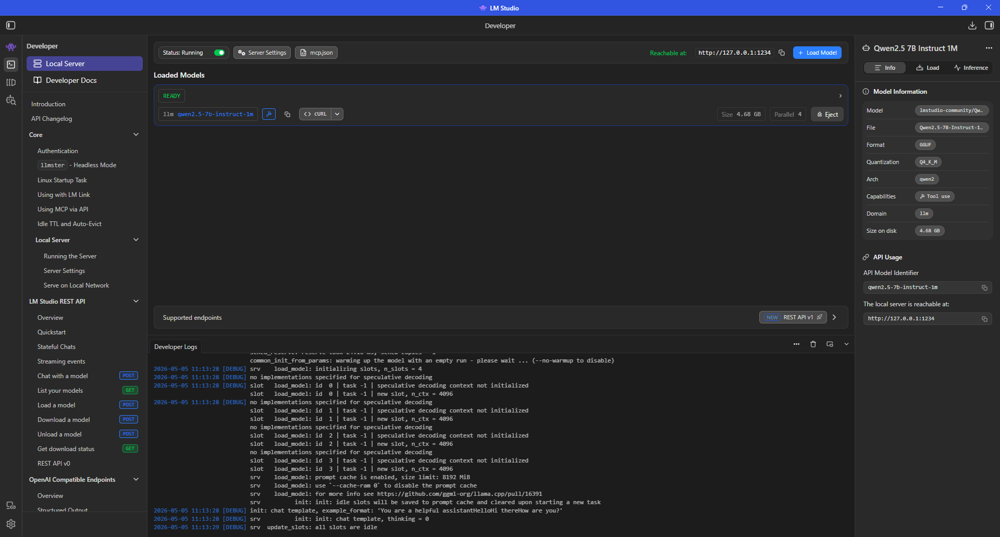 LM Studio
Developer
Developer
Local Server
Developer Docs
Introduction
API Changelog
Core
Authentication
llmster - Headless Mode
Linux Startup Task
Using with LM Link
Using MCP via API
Idle TTL and Auto-Evict
Local Server
Running the Server
Server Settings
Serve on Local Network
LM Studio REST API
Overview
Quickstart
Stateful Chats
Streaming events
Chat with a model POST
List your models GET
Load a model POST
Download a model POST
Unload a model POST
Get download status GET
REST API v0
OpenAI Compatible Endpoints
Overview
Structured Output
Status: Running
Server Settings
mcp.json
Reachable at: http://127.0.0.1:1234
+ Load Model
Loaded Models
READY
llm qwen2.5-7b-instruct-1m
<> cURL
Size 4.68 GB
Parallel 4
Eject
Supported endpoints
NEW REST API v1
Developer Logs
sched_reserve: reserve took 24.10 ms, sched copies = 1
common_init_from_params: warming up the model with an empty run - please wait ... (--no-warmup to disable)
2026-05-05 11:13:28 [DEBUG] srv load_model: initializing slots, n_slots = 4
2026-05-05 11:13:28 [DEBUG] no implementations specified for speculative decoding
2026-05-05 11:13:28 [DEBUG] slot load_model: id 0 | task -1 | speculative decoding context not initialized
slot load_model: id 0 | task -1 | new slot, n_ctx = 4096
2026-05-05 11:13:28 [DEBUG] no implementations specified for speculative decoding
slot load_model: id 1 | task -1 | speculative decoding context not initialized
slot load_model: id 1 | task -1 | new slot, n_ctx = 4096
no implementations specified for speculative decoding
slot load_model: id 2 | task -1 | speculative decoding context not initialized
slot load_model: id 2 | task -1 | new slot, n_ctx = 4096
no implementations specified for speculative decoding
slot load_model: id 3 | task -1 | speculative decoding context not initialized
slot load_model: id 3 | task -1 | new slot, n_ctx = 4096
srv load_model: prompt cache is enabled, size limit: 8192 MiB
srv load_model: use `--cache-ram 0` to disable the prompt cache
srv load_model: for more info see https://github.com/ggml-org/llama.cpp/pull/16391
srv init: init: idle slots will be saved to prompt cache and cleared upon starting a new task
2026-05-05 11:13:28 [DEBUG] init: chat template, example_format: 'You are a helpful assistantHelloHi thereHow are you?'
2026-05-05 11:13:28 [DEBUG] srv init: init: chat template, thinking = 0
2026-05-05 11:13:29 [DEBUG] srv update_slots: all slots are idle
Qwen2.5 7B Instruct 1M
Info
Load
Inference
Model Information
Model lmstudio-community/Qw…
File Qwen2.5-7B-Instruct-1…
Format GGUF
Quantization Q4_K_M
Arch qwen2
Capabilities Tool use
Domain llm
Size on disk 4.68 GB
API Usage
API Model Identifier
qwen2.5-7b-instruct-1m
The local server is reachable at:
http://127.0.0.1:1234